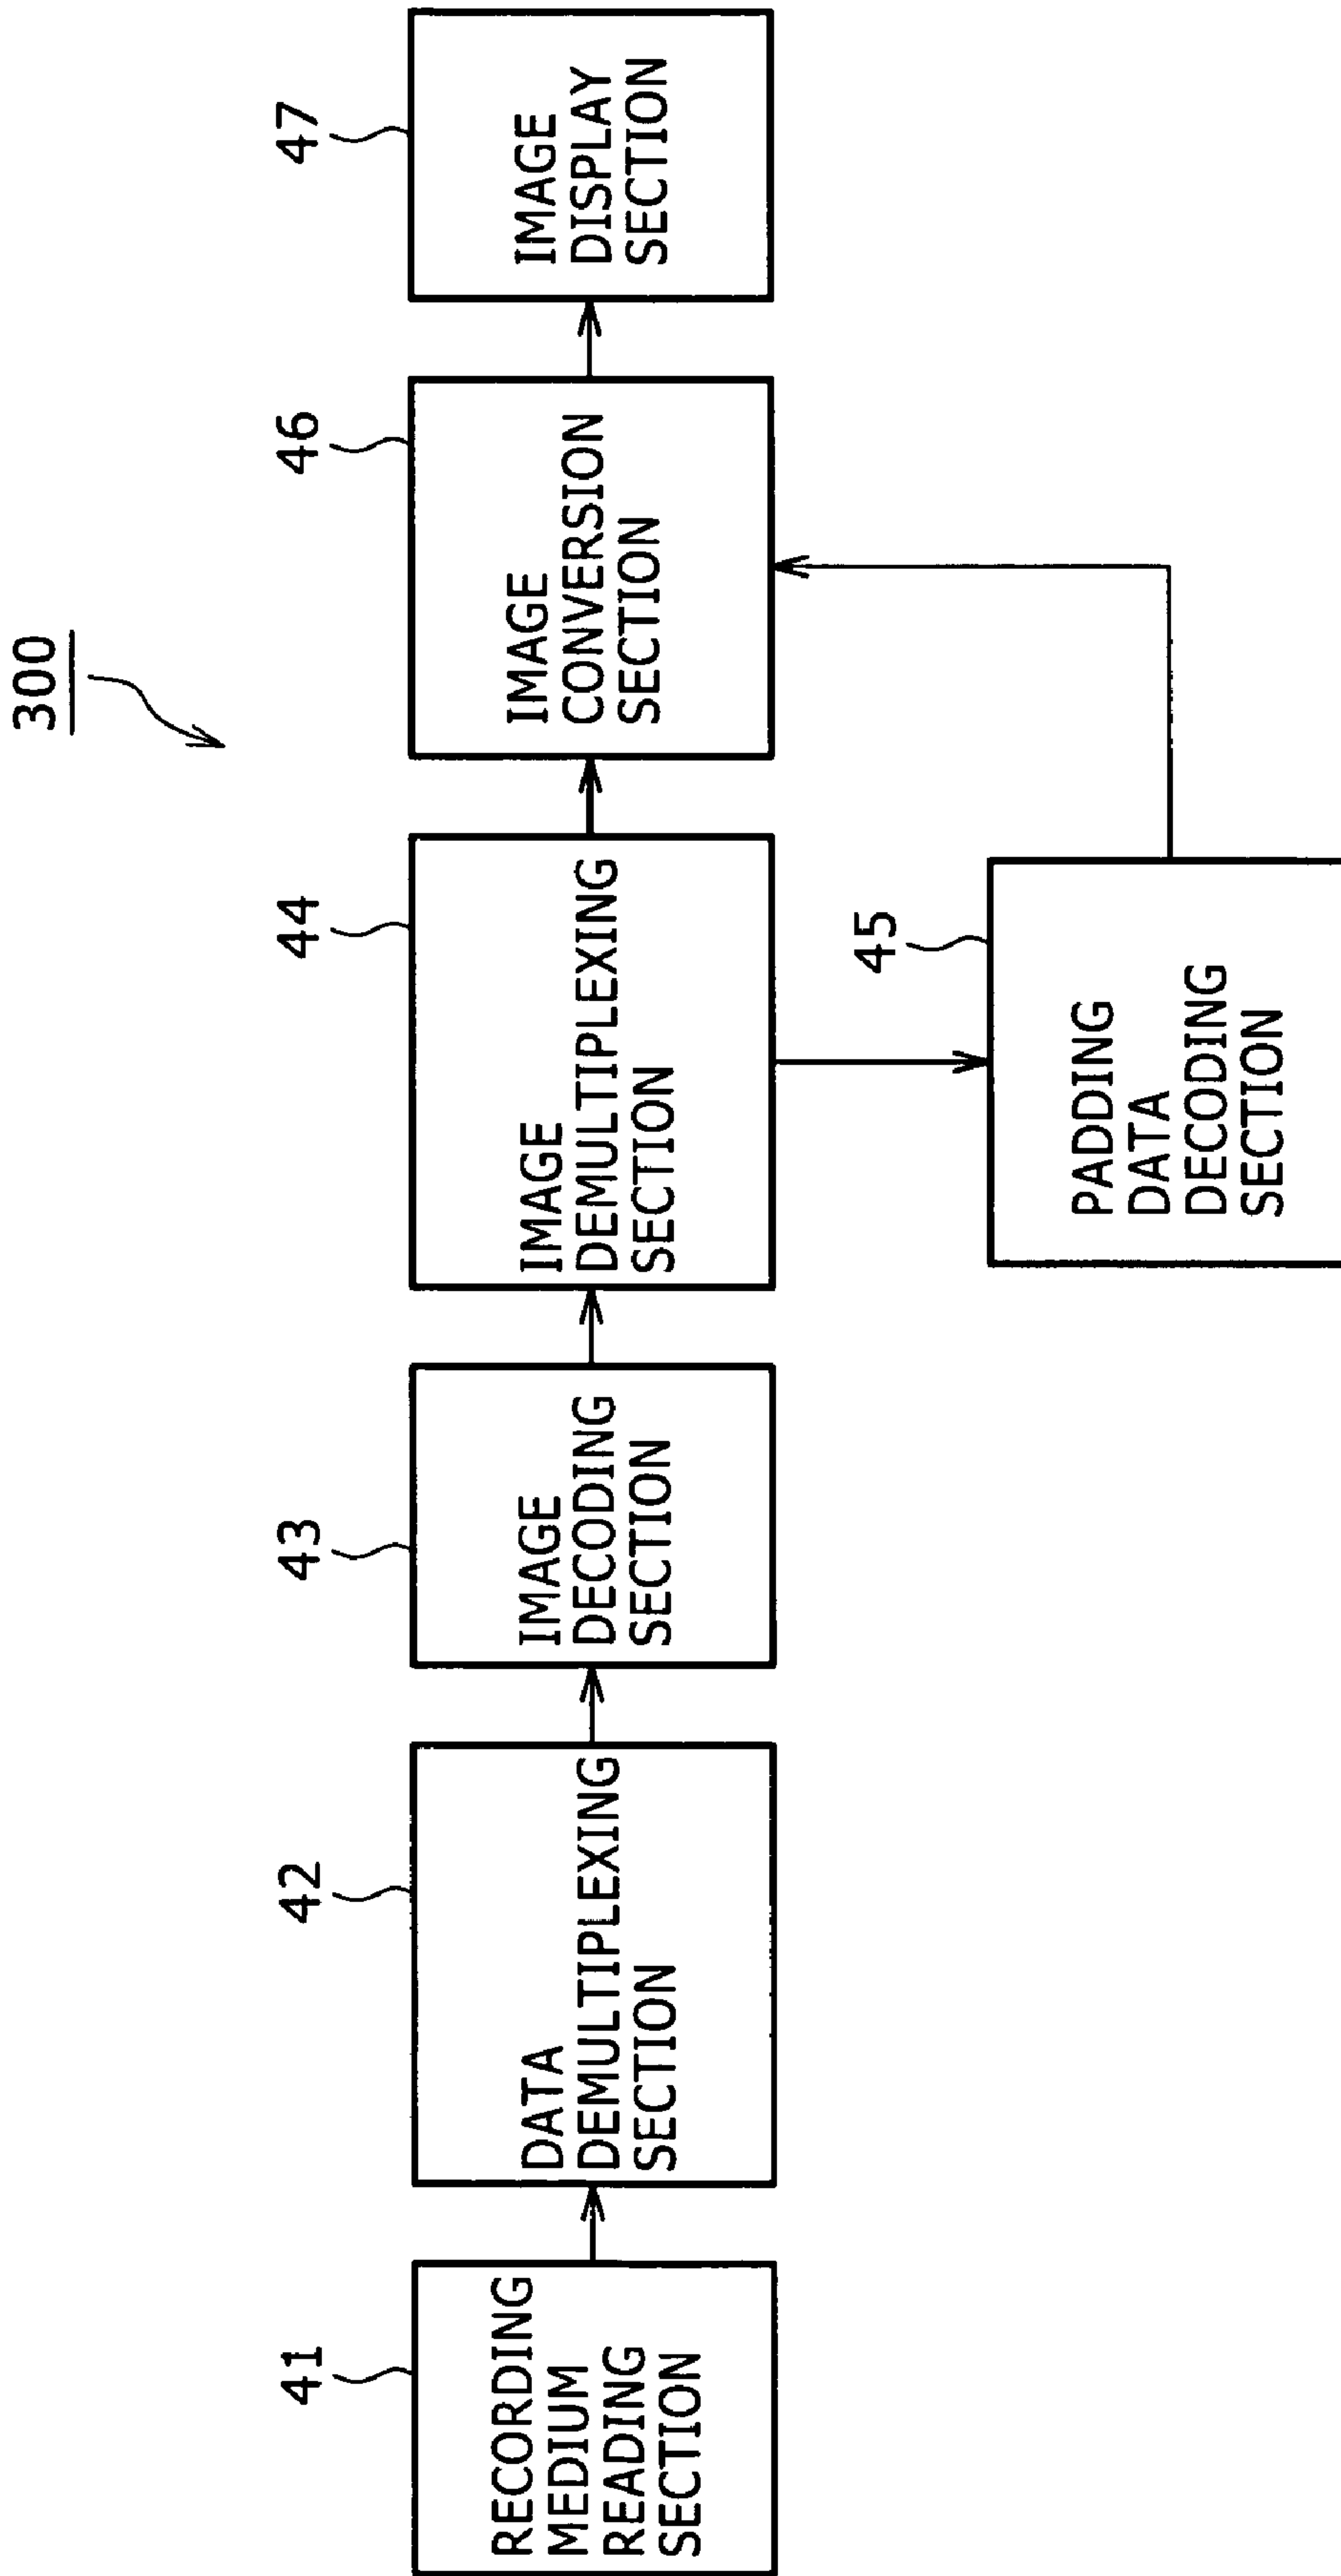 300
41
RECORDING
MEDIUM
READING
SECTION
42
DATA
DEMULTIPLEXING
SECTION
43
IMAGE
DECODING
SECTION
44
IMAGE
DEMULTIPLEXING
SECTION
45
PADDING
DATA
DECODING
SECTION
46
IMAGE
CONVERSION
SECTION
47
IMAGE
DISPLAY
SECTION